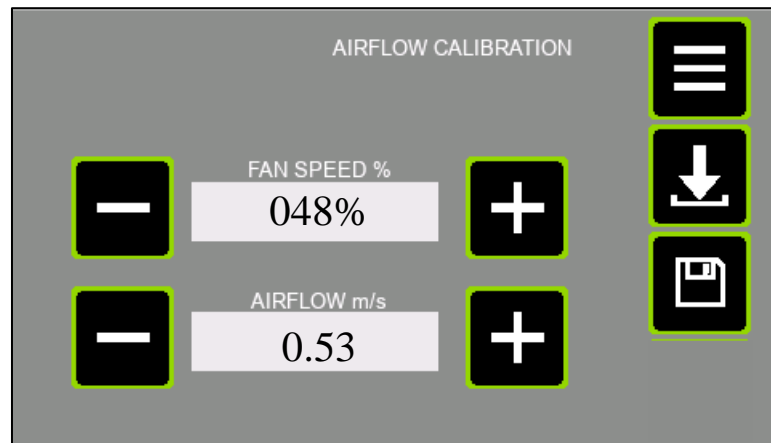 AIRFLOW CALIBRATION
FAN SPEED %
048%
AIRFLOW m/s
0.53